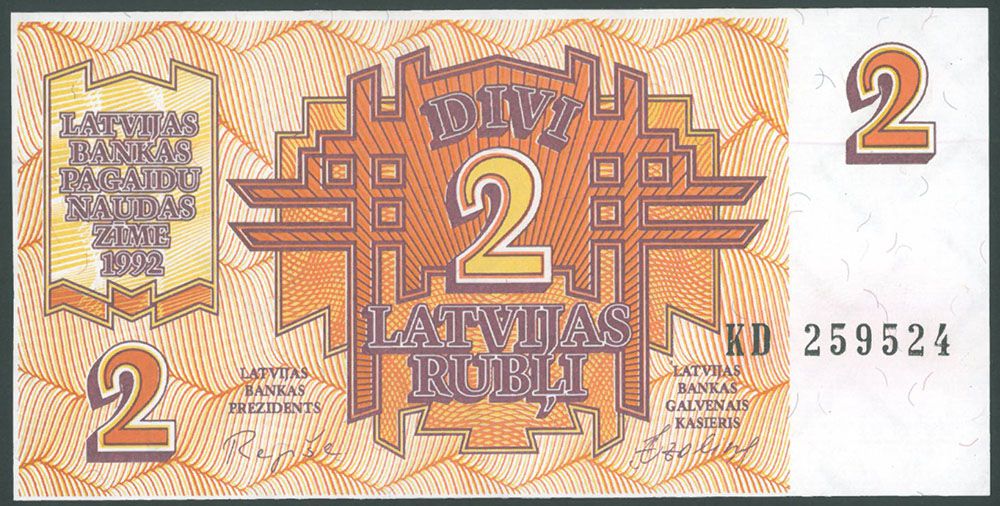 LATVIJAS
BANKAS
PAGAIDU
NAUDAS
ZĪME
1992
DIVI
2
LATVIJAS
RUBĻI
2
KD 259524
2
LATVIJAS
BANKAS
PREZIDENTS
LATVIJAS
BANKAS
GALVENAIS
KASIERIS